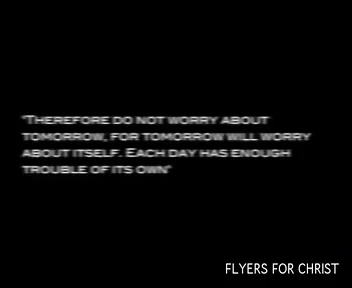 "Therefore do not worry about
tomorrow, for tomorrow will worry
about itself. Each day has enough
trouble of its own"
FLYERS FOR CHRIST